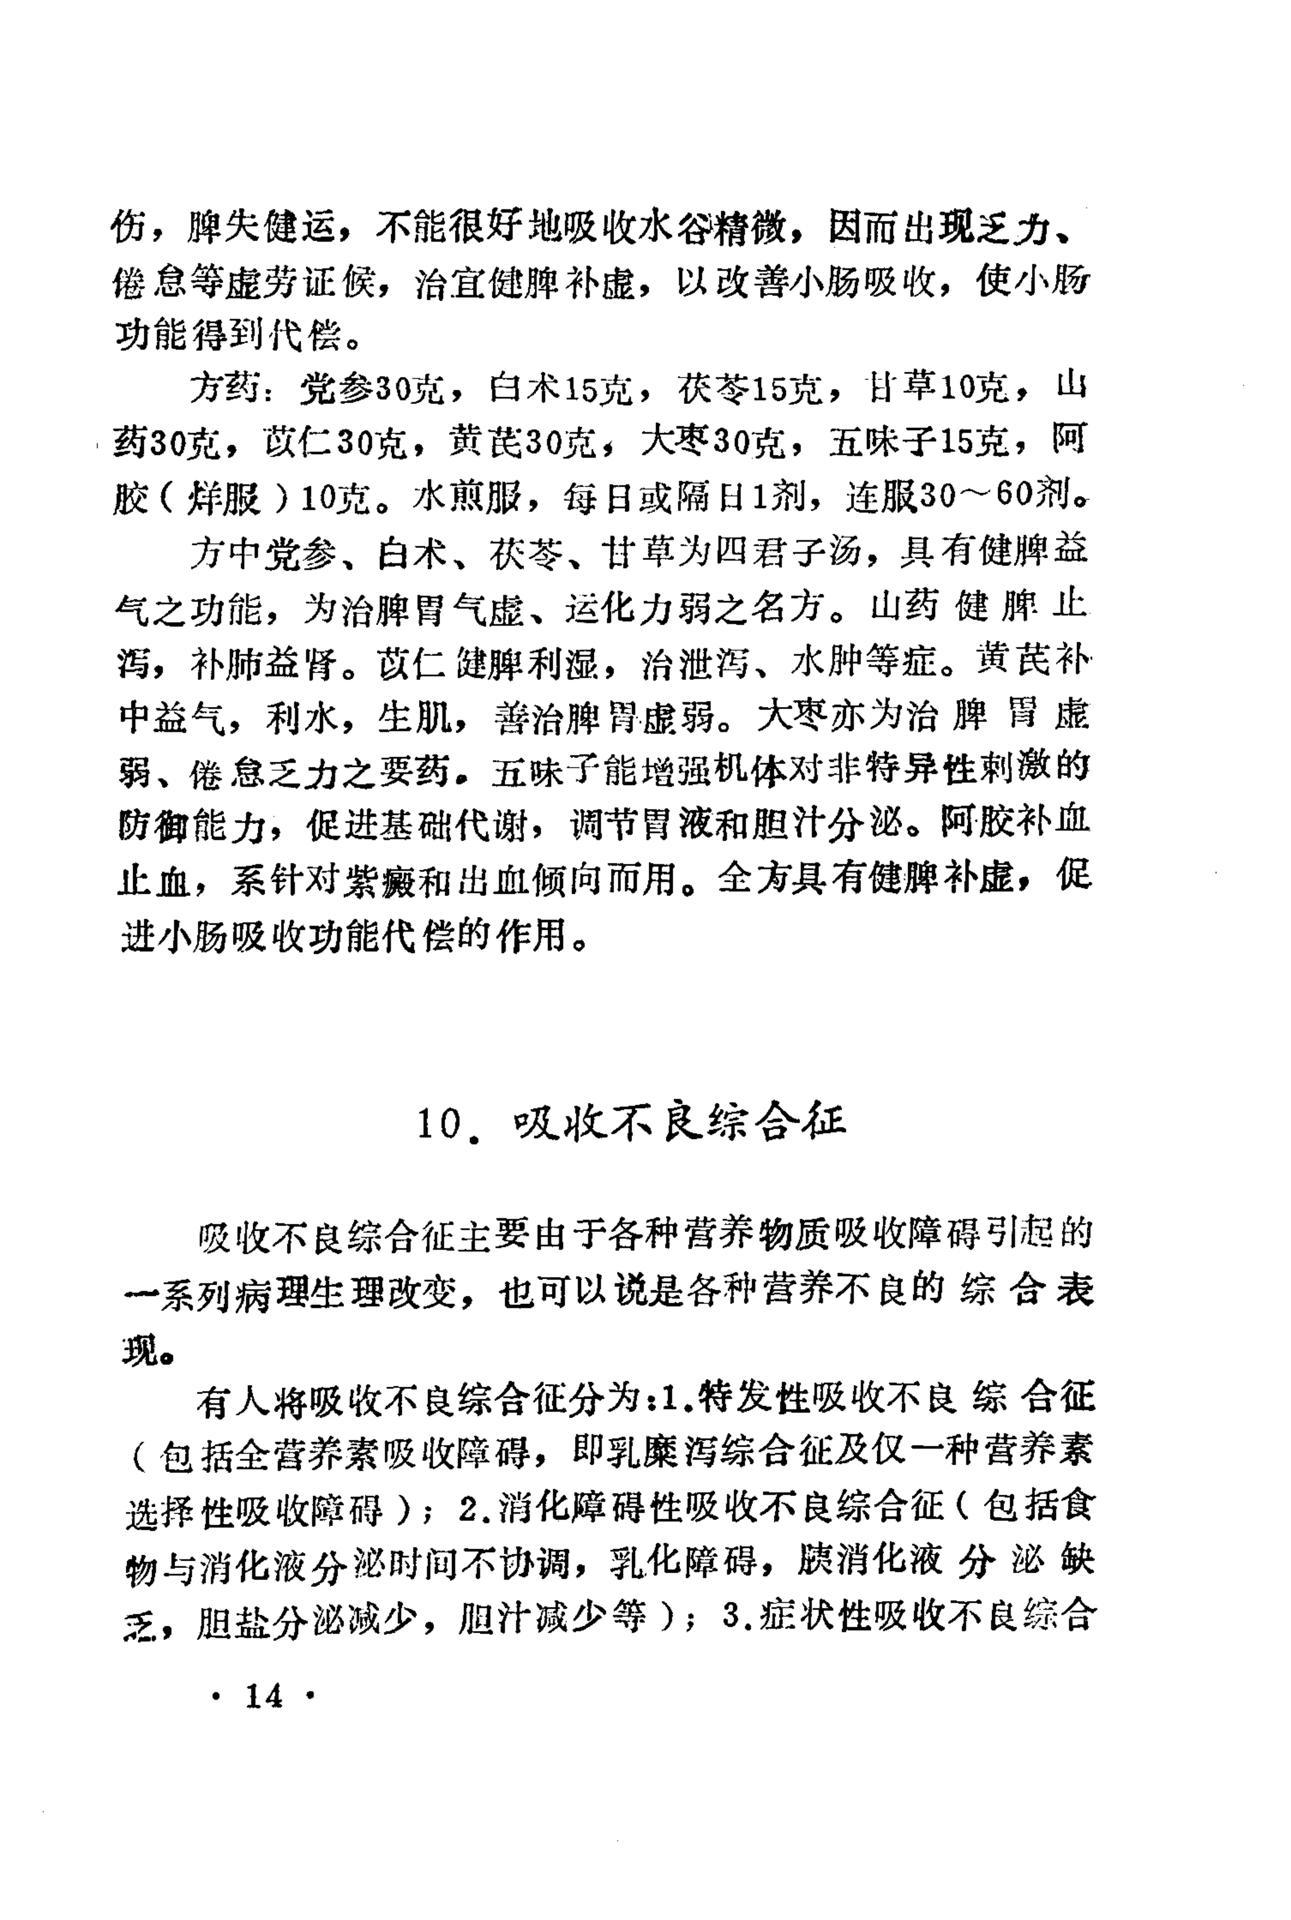 伤，脾失健运，不能很好地吸收水谷精微，因而出现乏力、
倦怠等虚劳证候，治宜健脾补虚，以改善小肠吸收，使小肠
功能得到代偿。
方药：党参30克，白术15克，茯苓15克，甘草10克，山
药30克，苡仁30克，黄芪30克，大枣30克，五味子15克，阿
胶（烊服）10克。水煎服，每日或隔日1剂，连服30～60剂。
方中党参、白术、茯苓、甘草为四君子汤，具有健脾益
气之功能，为治脾胃气虚、运化力弱之名方。山药健脾止
泻，补肺益肾。苡仁健脾利湿，治泄泻、水肿等症。黄芪补
中益气，利水，生肌，善治脾胃虚弱。大枣亦为治脾胃虚
弱、倦怠乏力之要药。五味子能增强机体对非特异性刺激的
防御能力，促进基础代谢，调节胃液和胆汁分泌。阿胶补血
止血，系针对紫癜和出血倾向而用。全方具有健脾补虚，促
进小肠吸收功能代偿的作用。
10．吸收不良综合征
吸收不良综合征主要由于各种营养物质吸收障碍引起的
一系列病理生理改变，也可以说是各种营养不良的综合表
现。
有人将吸收不良综合征分为：1.特发性吸收不良综合征
（包括全营养素吸收障碍，即乳糜泻综合征及仅一种营养素
选择性吸收障碍）；2.消化障碍性吸收不良综合征（包括食
物与消化液分泌时间不协调，乳化障碍，胰消化液分泌缺
乏，胆盐分泌减少，胆汁减少等）；3.症状性吸收不良综合
· 14 ·